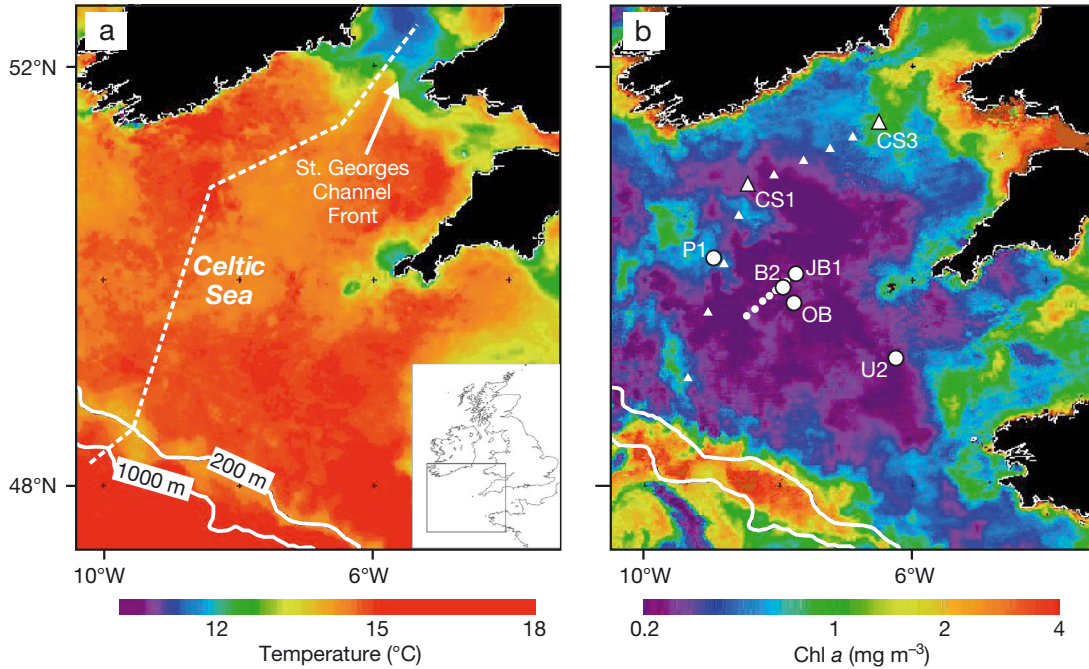 a
b
52°N
St. Georges
Channel
Front
CS3
CS1
P1
JB1
B2
OB
U2
Celtic
Sea
200 m
1000 m
48°N
10°W
6°W
10°W
6°W
12
15
18
0.2
1
2
4
Temperature (°C)
Chl a (mg m⁻³)